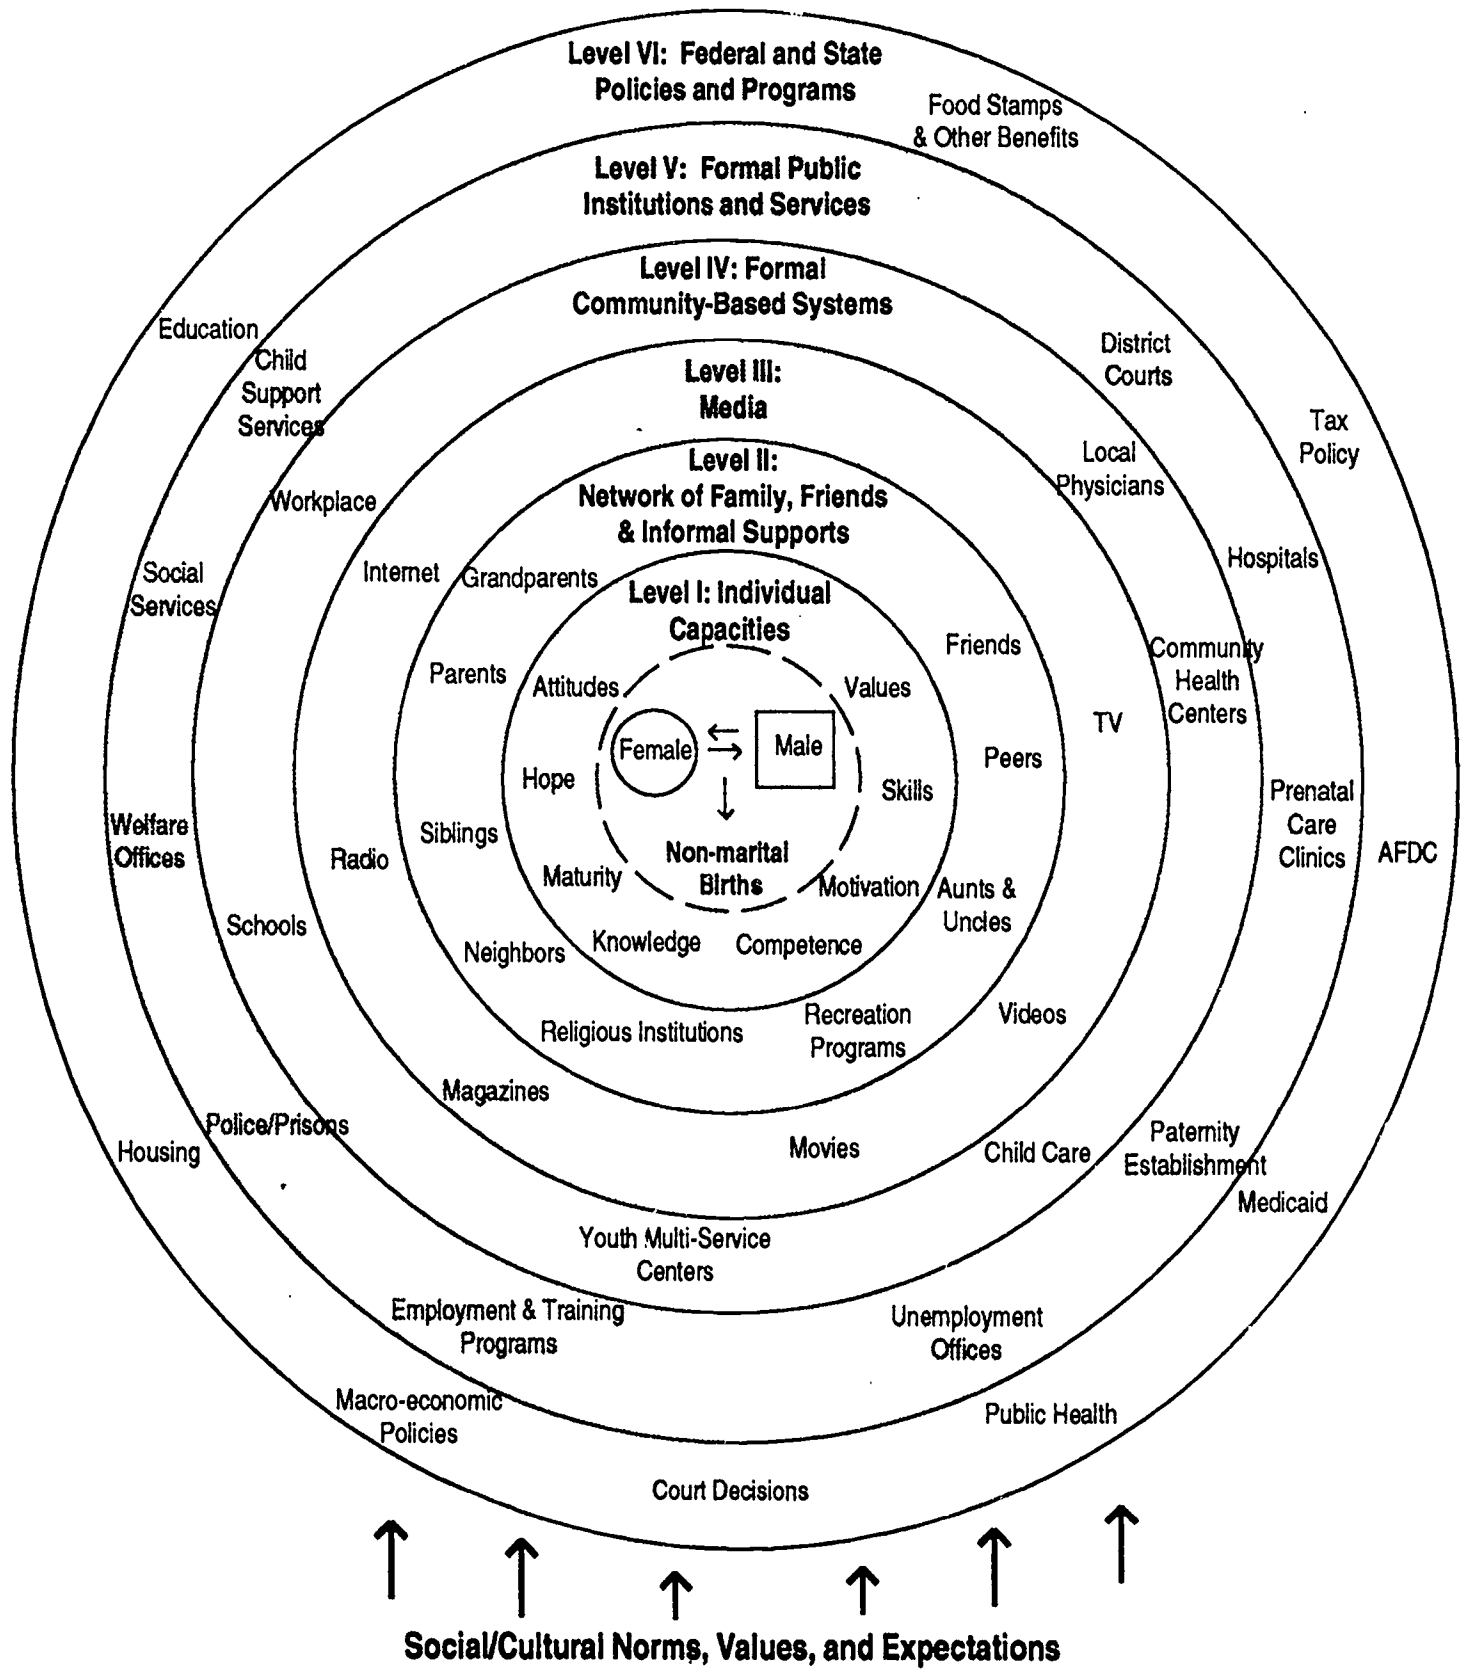 Level VI: Federal and State
Policies and Programs
Food Stamps
& Other Benefits
Level V: Formal Public
Institutions and Services
Level IV: Formal
Community-Based Systems
Education
Child
Support
Services
District
Courts
Level III:
Media
Tax
Policy
Local
Physicians
Level II:
Network of Family, Friends
& Informal Supports
Workplace
Hospitals
Internet
Grandparents
Social
Services
Level I: Individual
Capacities
Friends
Community
Health
Centers
Parents
Attitudes
Values
TV
Female
Male
Peers
Hope
Skills
Prenatal
Care
Clinics
Welfare
Offices
Siblings
Radio
Non-marital
Births
AFDC
Maturity
Motivation
Aunts &
Uncles
Schools
Neighbors
Knowledge
Competence
Religious Institutions
Recreation
Programs
Videos
Magazines
Police/Prisons
Housing
Movies
Child Care
Paternity
Establishment
Medicaid
Youth Multi-Service
Centers
Employment & Training
Programs
Unemployment
Offices
Macro-economic
Policies
Public Health
Court Decisions
Social/Cultural Norms, Values, and Expectations